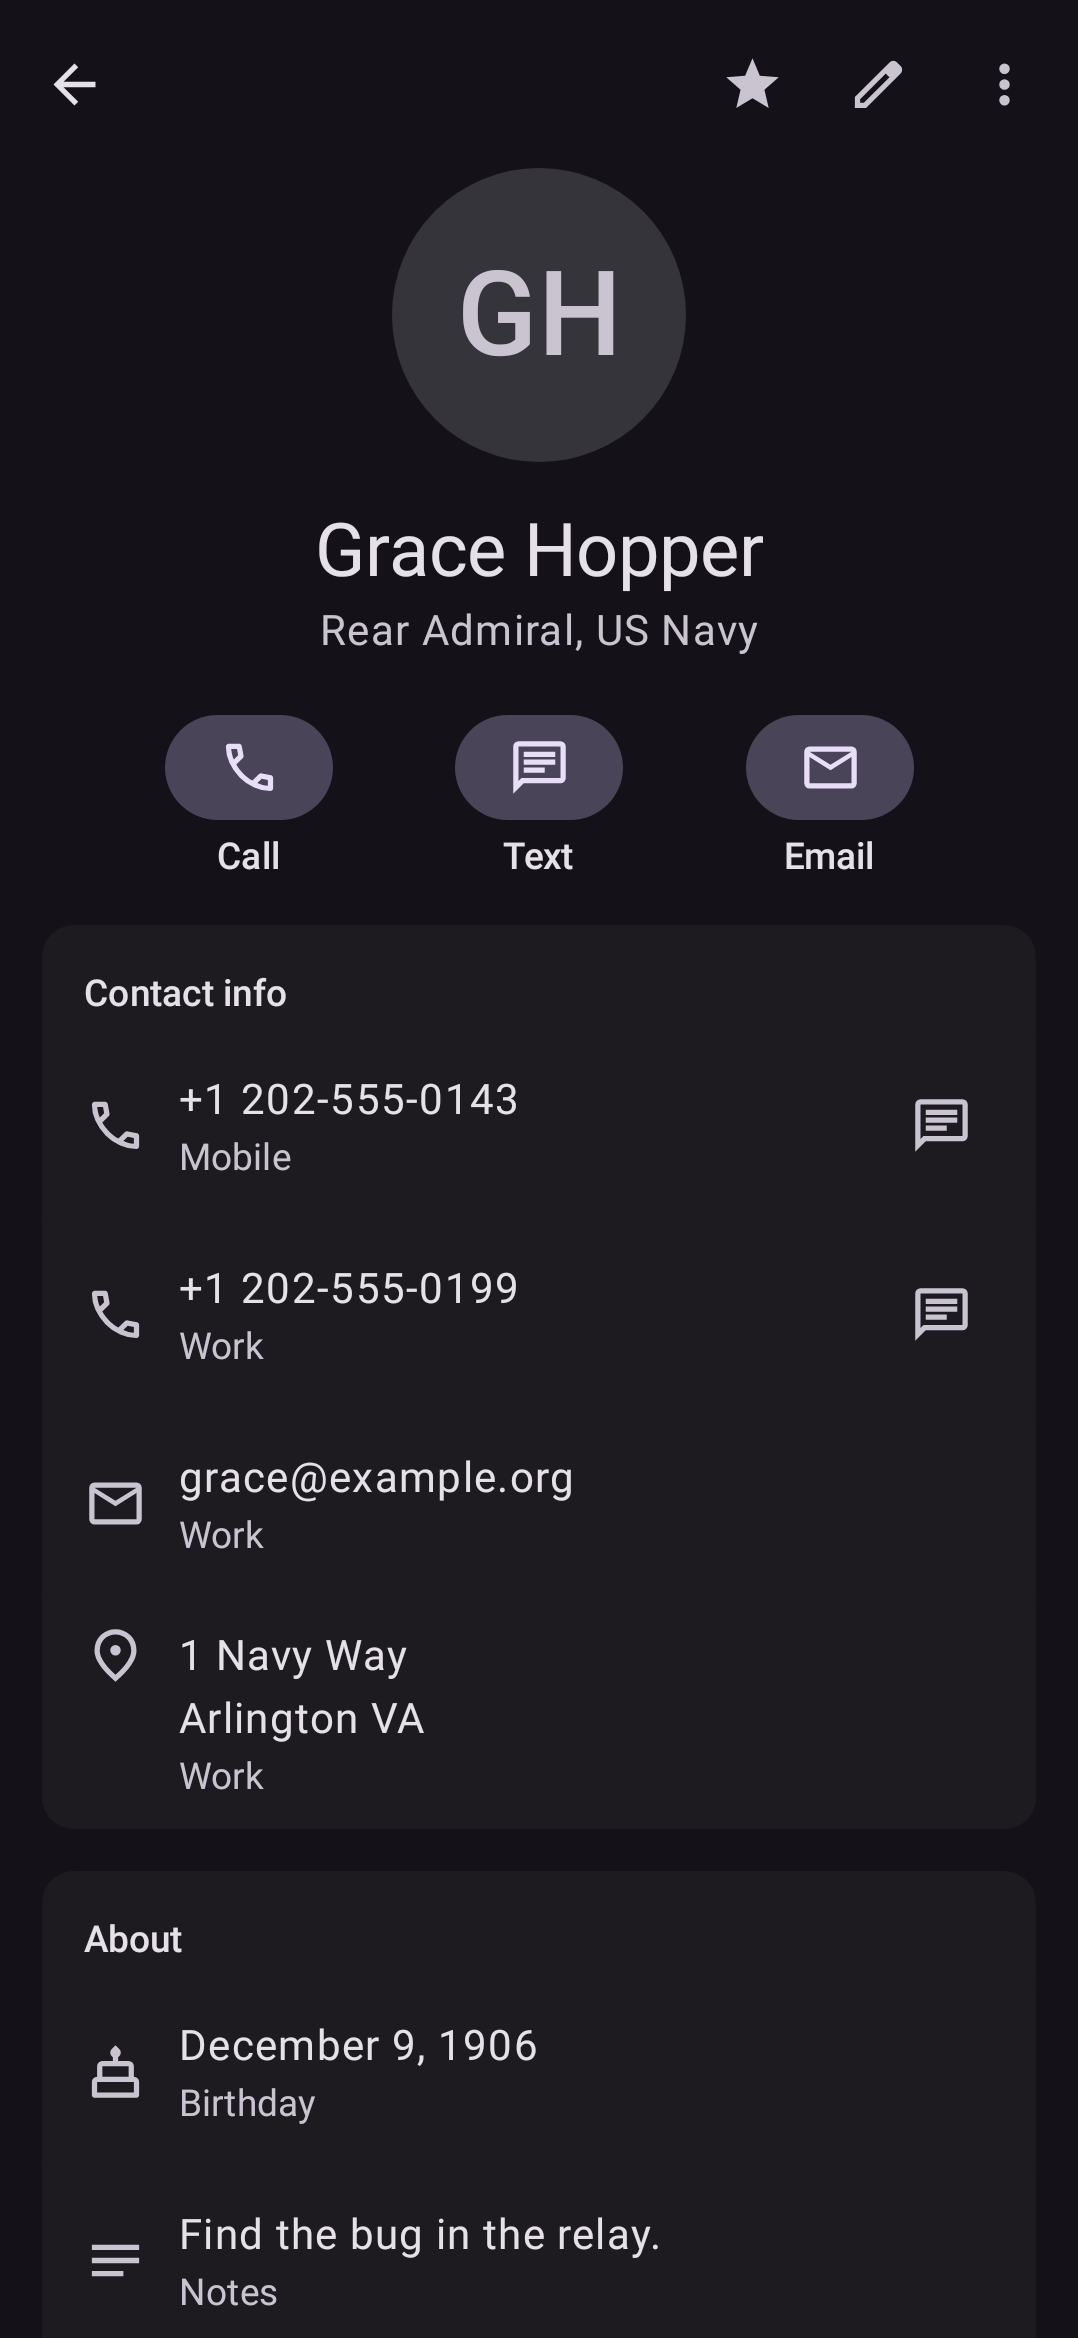 GH
Grace Hopper
Rear Admiral, US Navy
Call
Text
Email
Contact info
+1 202-555-0143
Mobile
+1 202-555-0199
Work
grace@example.org
Work
1 Navy Way
Arlington VA
Work
About
December 9, 1906
Birthday
Find the bug in the relay.
Notes